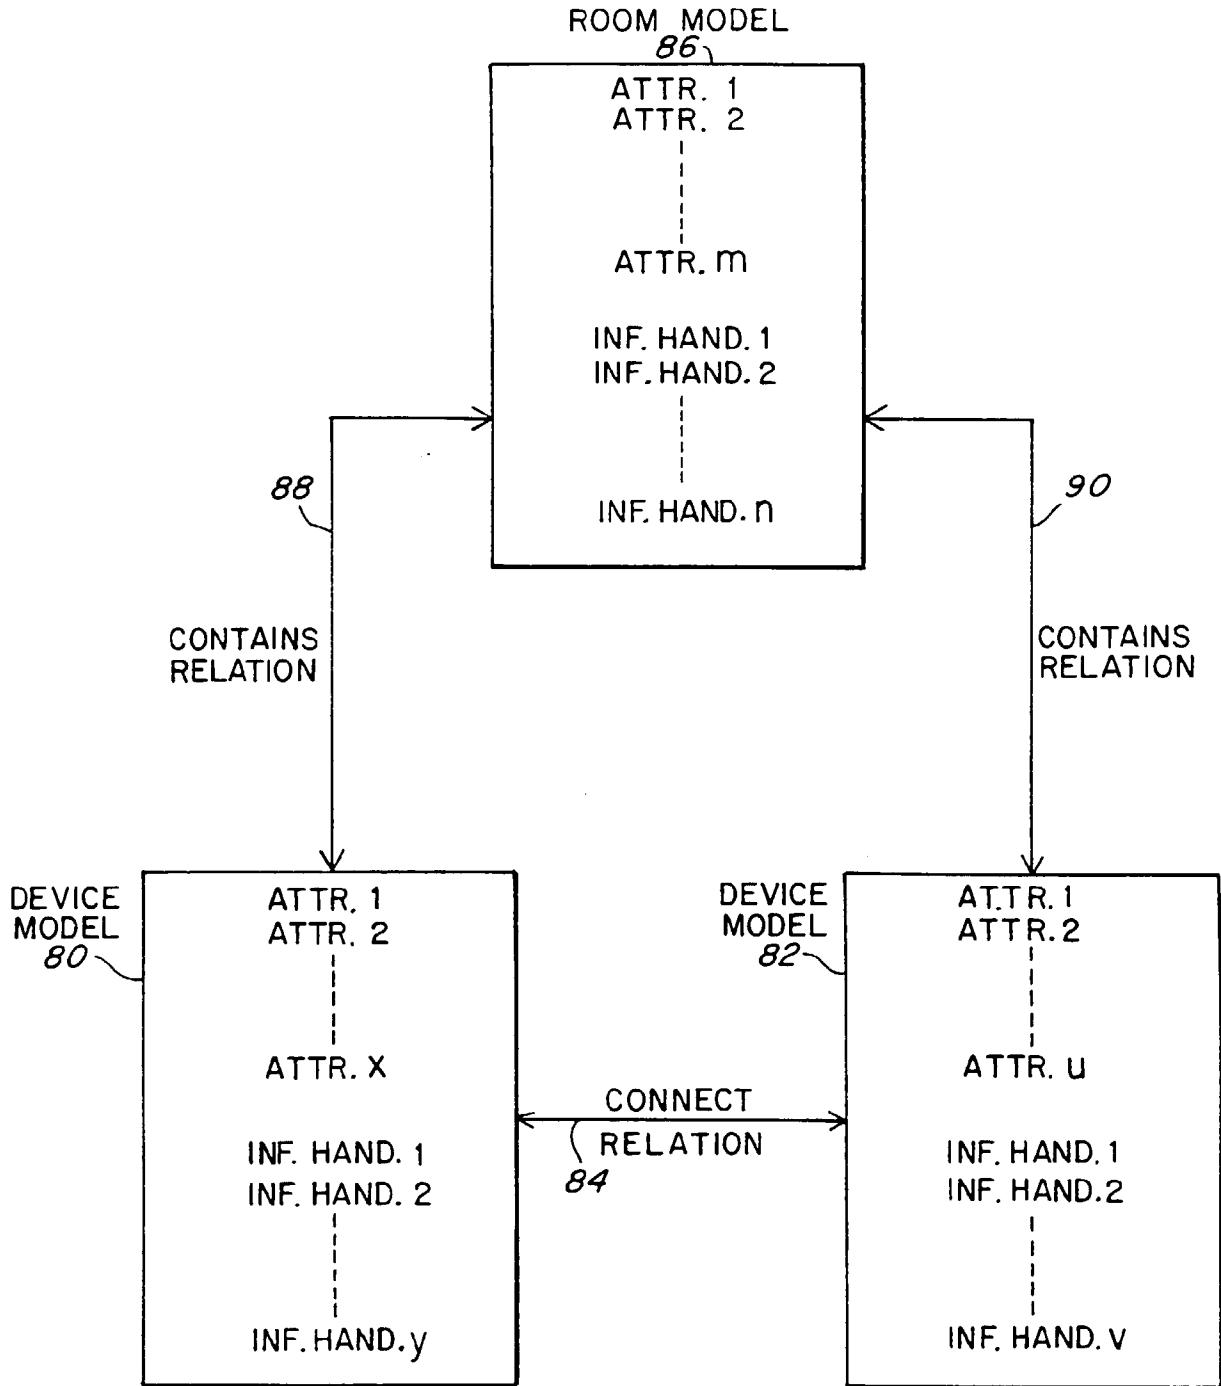 ROOM MODEL
86
ATTR. 1
ATTR. 2
ATTR. m
INF. HAND. 1
INF. HAND. 2
INF. HAND. n
88
90
CONTAINS
RELATION
CONTAINS
RELATION
DEVICE
MODEL
80
ATTR. 1
ATTR. 2
ATTR. x
INF. HAND. 1
INF. HAND. 2
INF. HAND. y
CONNECT
RELATION
84
DEVICE
MODEL
82
AT.TR. 1
ATTR. 2
ATTR. u
INF. HAND. 1
INF. HAND. 2
INF. HAND. v